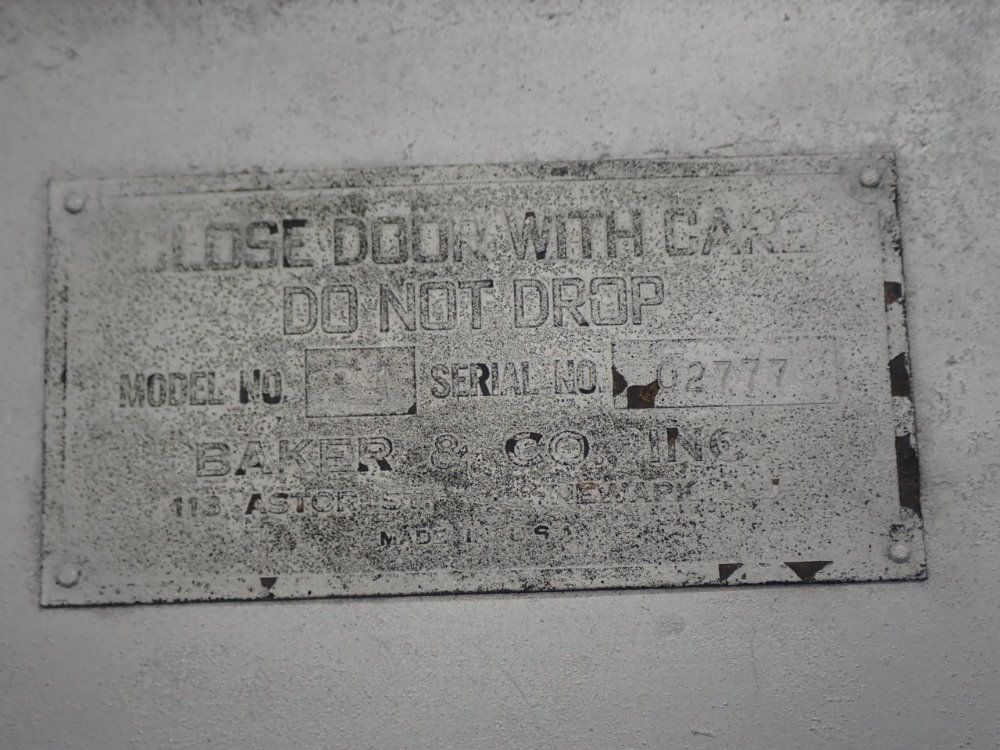 CLOSE DOOR WITH CARE
DO NOT DROP
MODEL NO. SERIAL NO. 02777
BAKER & CO. INC
113 ASTOR ST. NEWARK N.J.
MADE IN U.S.A.